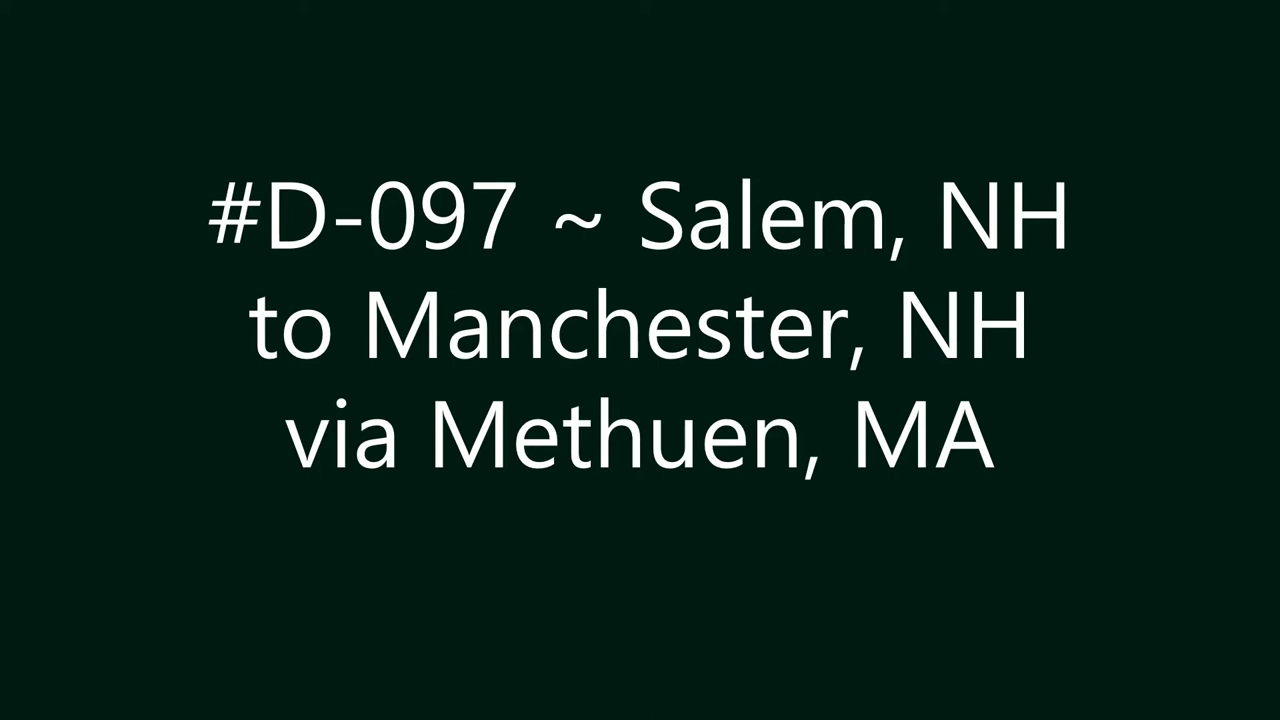 #D-097 ~ Salem, NH
to Manchester, NH
via Methuen, MA